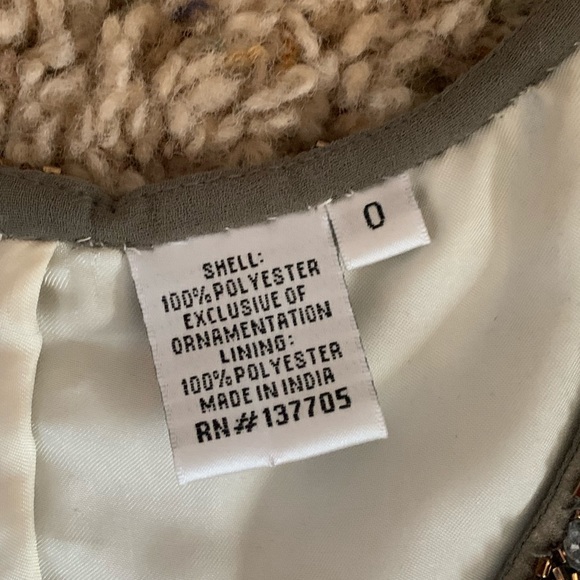 0
SHELL:
100% POLYESTER
EXCLUSIVE OF
ORNAMENTATION
LINING:
100% POLYESTER
MADE IN INDIA
RN# 137705